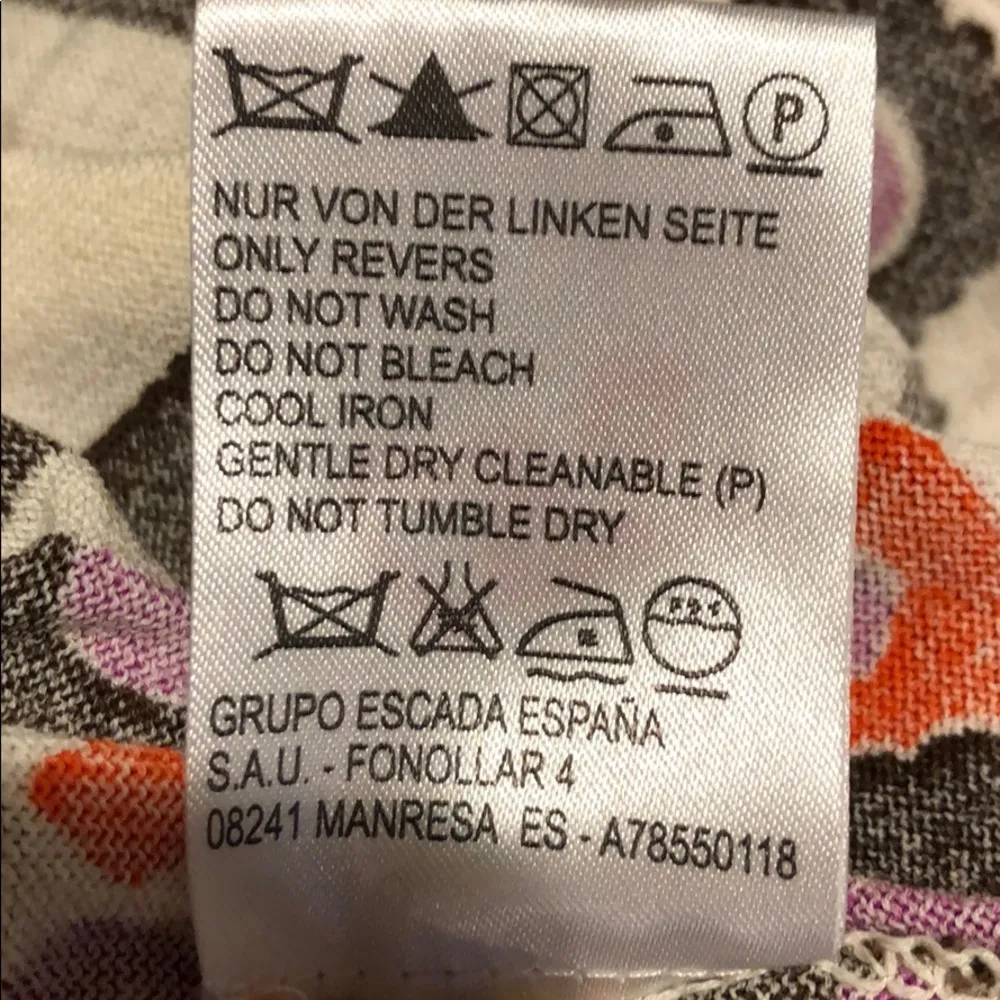 P
NUR VON DER LINKEN SEITE
ONLY REVERS
DO NOT WASH
DO NOT BLEACH
COOL IRON
GENTLE DRY CLEANABLE (P)
DO NOT TUMBLE DRY
GRUPO ESCADA ESPAÑA
S.A.U. - FONOLLAR 4
08241 MANRESA ES - A78550118